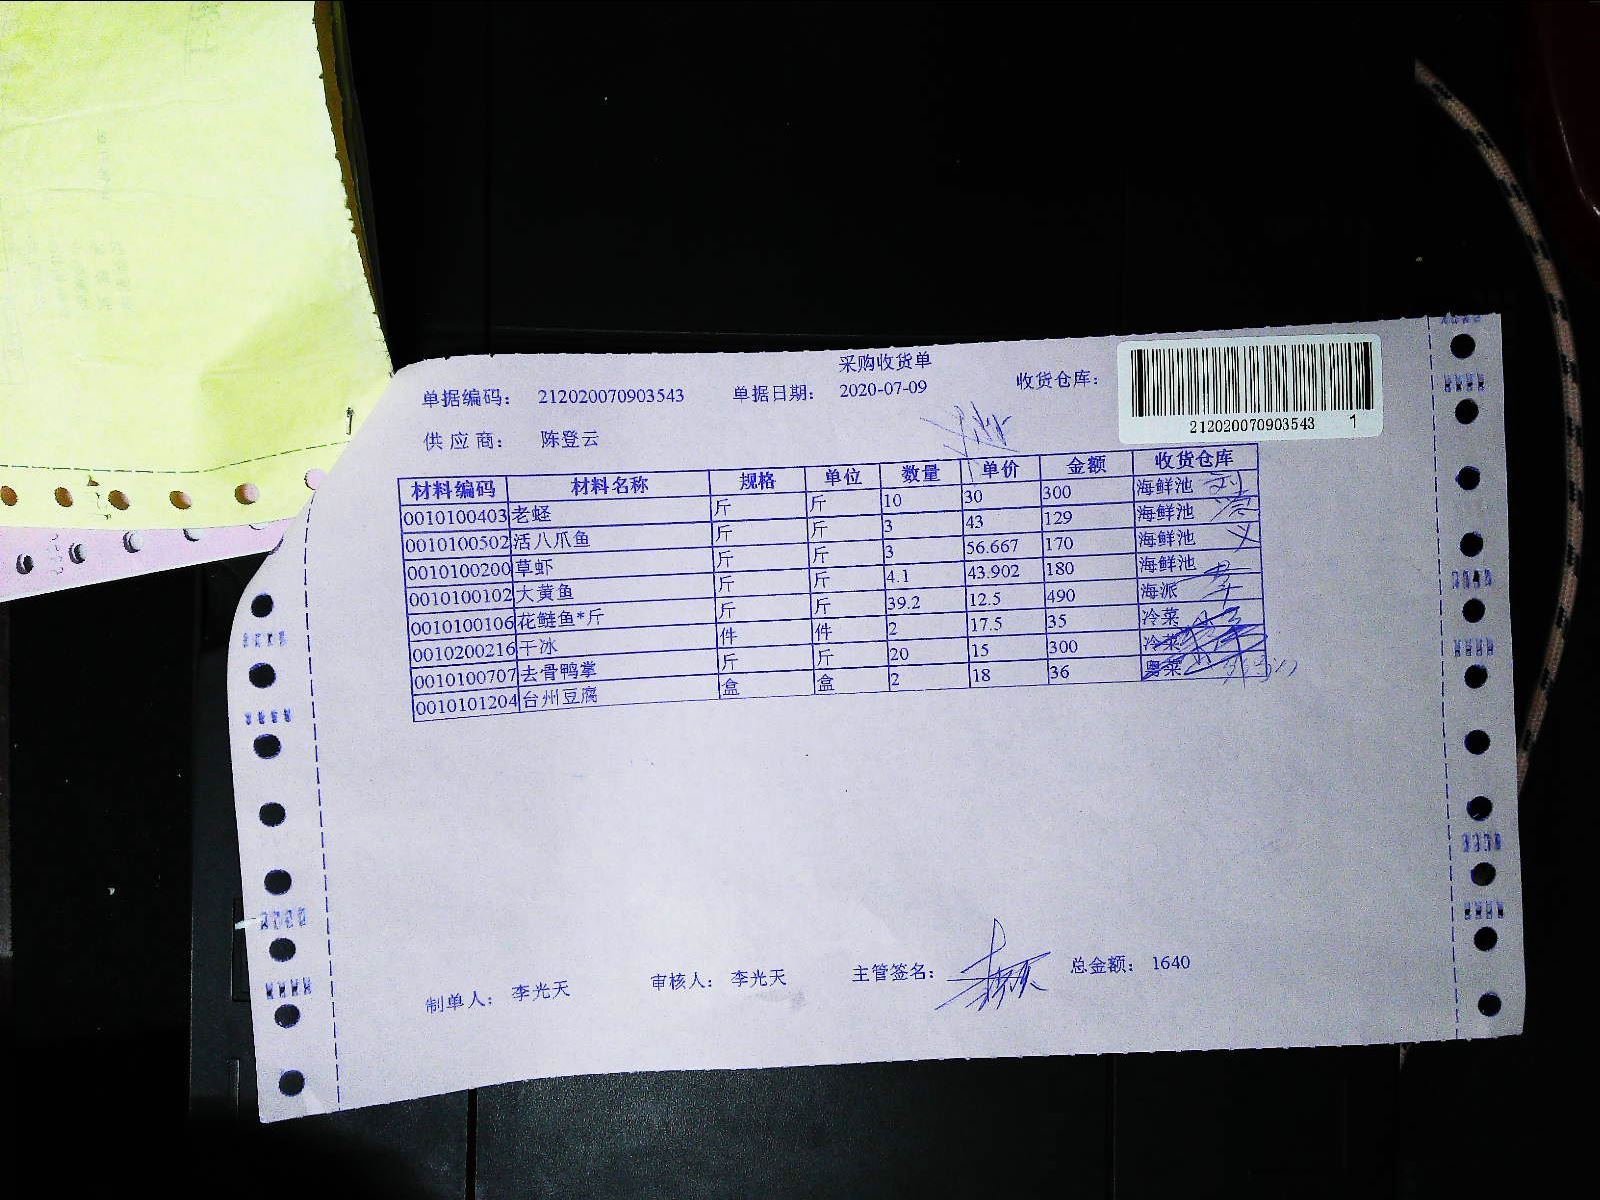 采购收货单
单据编码： 212020070903543 单据日期： 2020-07-09 收货仓库：
212020070903543 1
供应商： 陈登云
材料编码 材料名称 规格 单位 数量 单价 金额 收货仓库
0010100403 老蛏 斤 斤 10 30 300 海鲜池
0010100502 活八爪鱼 斤 斤 3 43 129 海鲜池
0010100200 草虾 斤 斤 3 56.667 170 海鲜池
0010100102 大黄鱼 斤 斤 4.1 43.902 180 海鲜池
0010100106 花鲢鱼*斤 斤 斤 39.2 12.5 490 海派
0010200216 干冰 件 件 2 17.5 35 冷菜
0010100707 去骨鸭掌 斤 斤 20 15 300 冷菜
0010101204 台州豆腐 盒 盒 2 18 36 粤菜
制单人： 李光天 审核人： 李光天 主管签名： 总金额： 1640